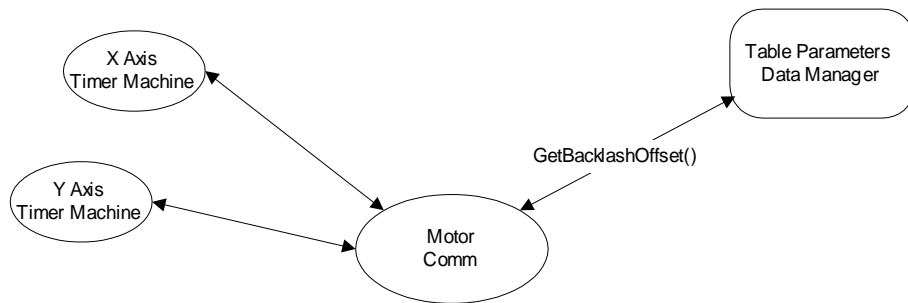 X Axis
Timer Machine
Table Parameters
Data Manager
GetBacklashOffset()
Y Axis
Timer Machine
Motor
Comm